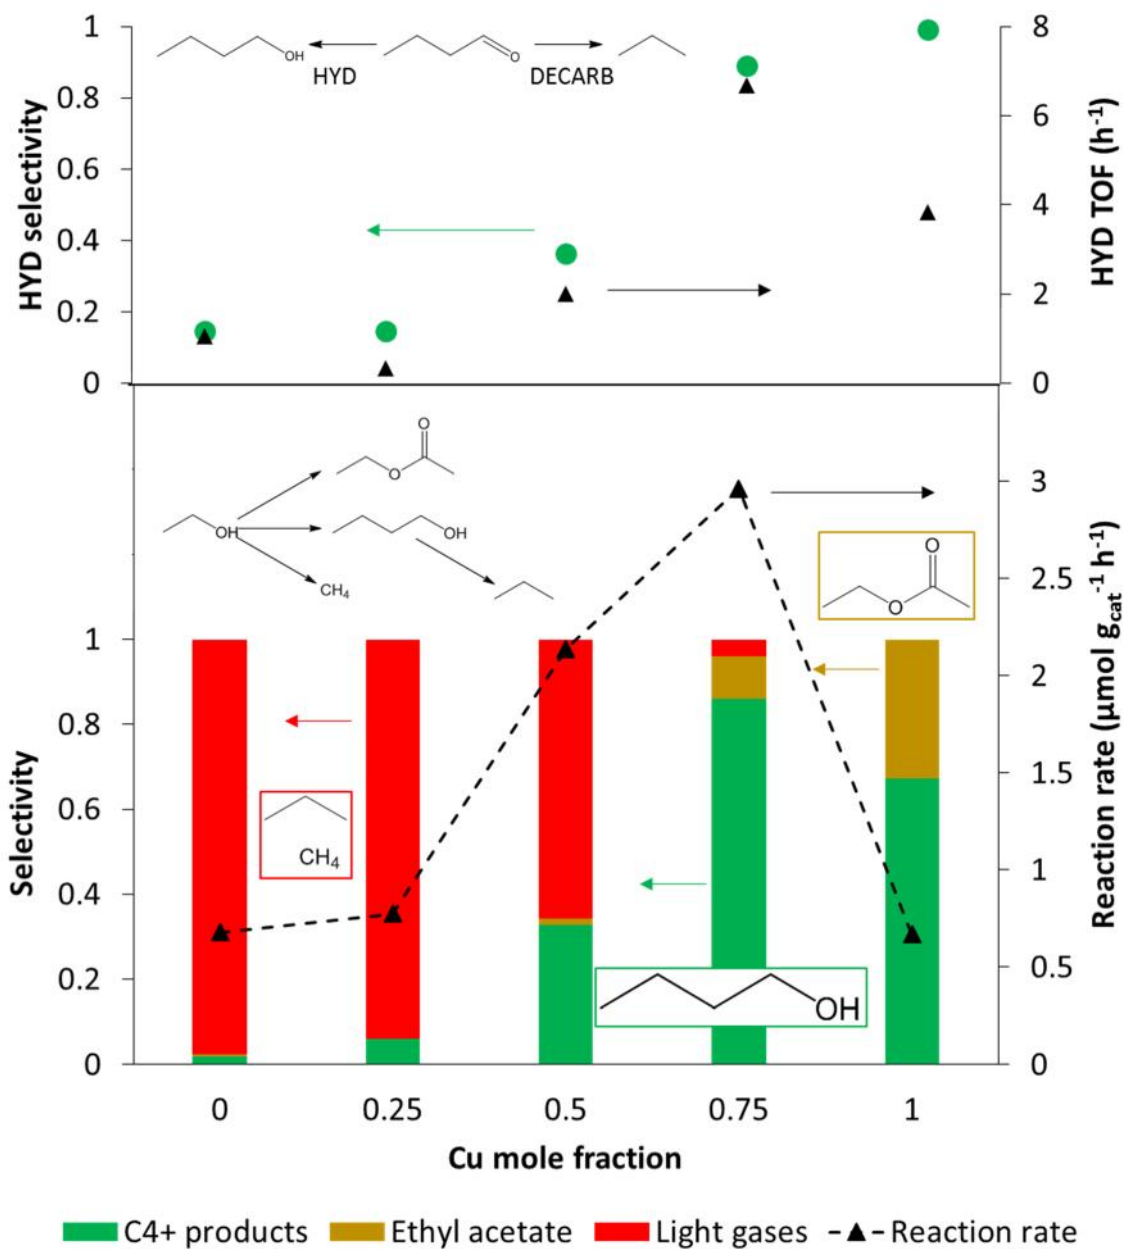 HYD selectivity
1
0.8
0.6
0.4
0.2
0
OH
O
HYD
DECARB
8
6
4
2
0
HYD TOF (h⁻¹)
O
O
OH
OH
CH₄
O
O
CH₄
OH
Selectivity
1
0.8
0.6
0.4
0.2
0
3
2.5
2
1.5
1
0.5
0
Reaction rate (µmol g_cat⁻¹ h⁻¹)
0 0.25 0.5 0.75 1
Cu mole fraction
C4+ products Ethyl acetate Light gases Reaction rate